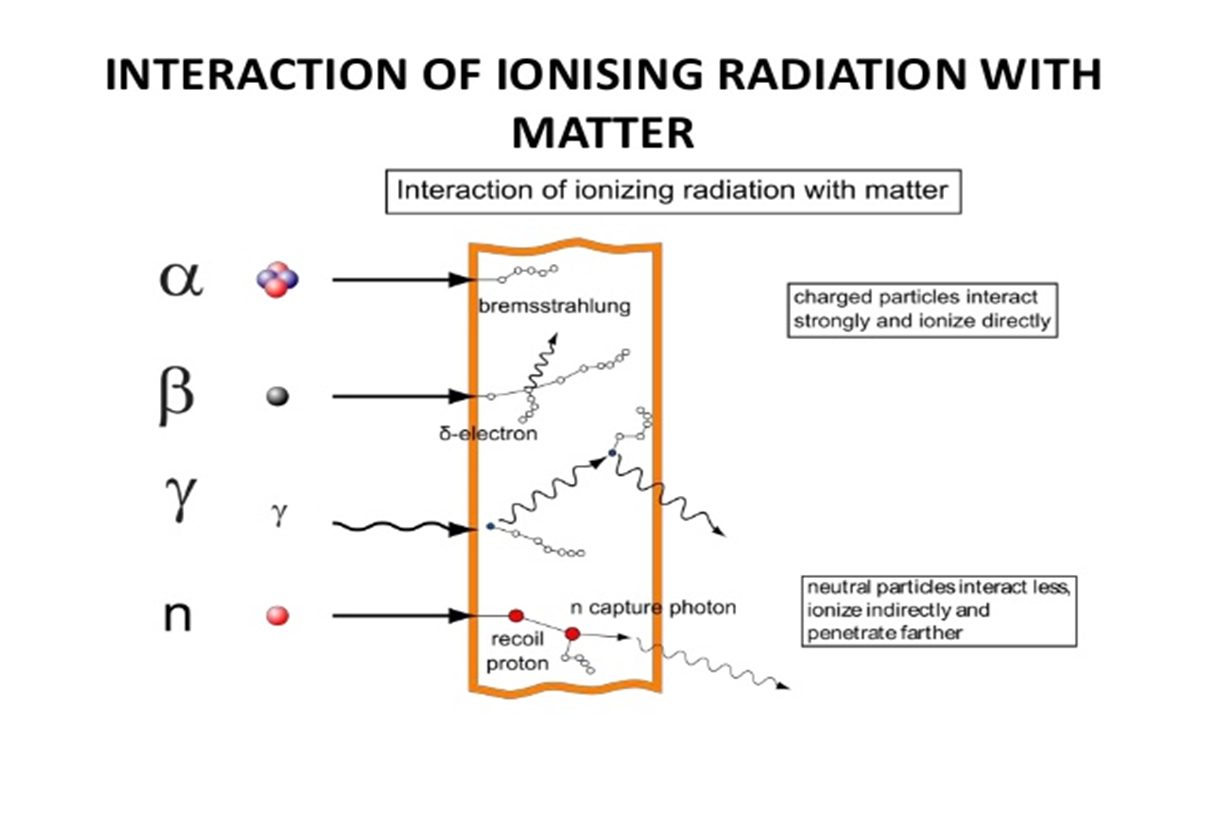 INTERACTION OF IONISING RADIATION WITH
MATTER
Interaction of ionizing radiation with matter
α
bremsstrahlung
charged particles interact
strongly and ionize directly
β
δ-electron
γ
γ
n
n capture photon
recoil
proton
neutral particles interact less,
ionize indirectly and
penetrate farther